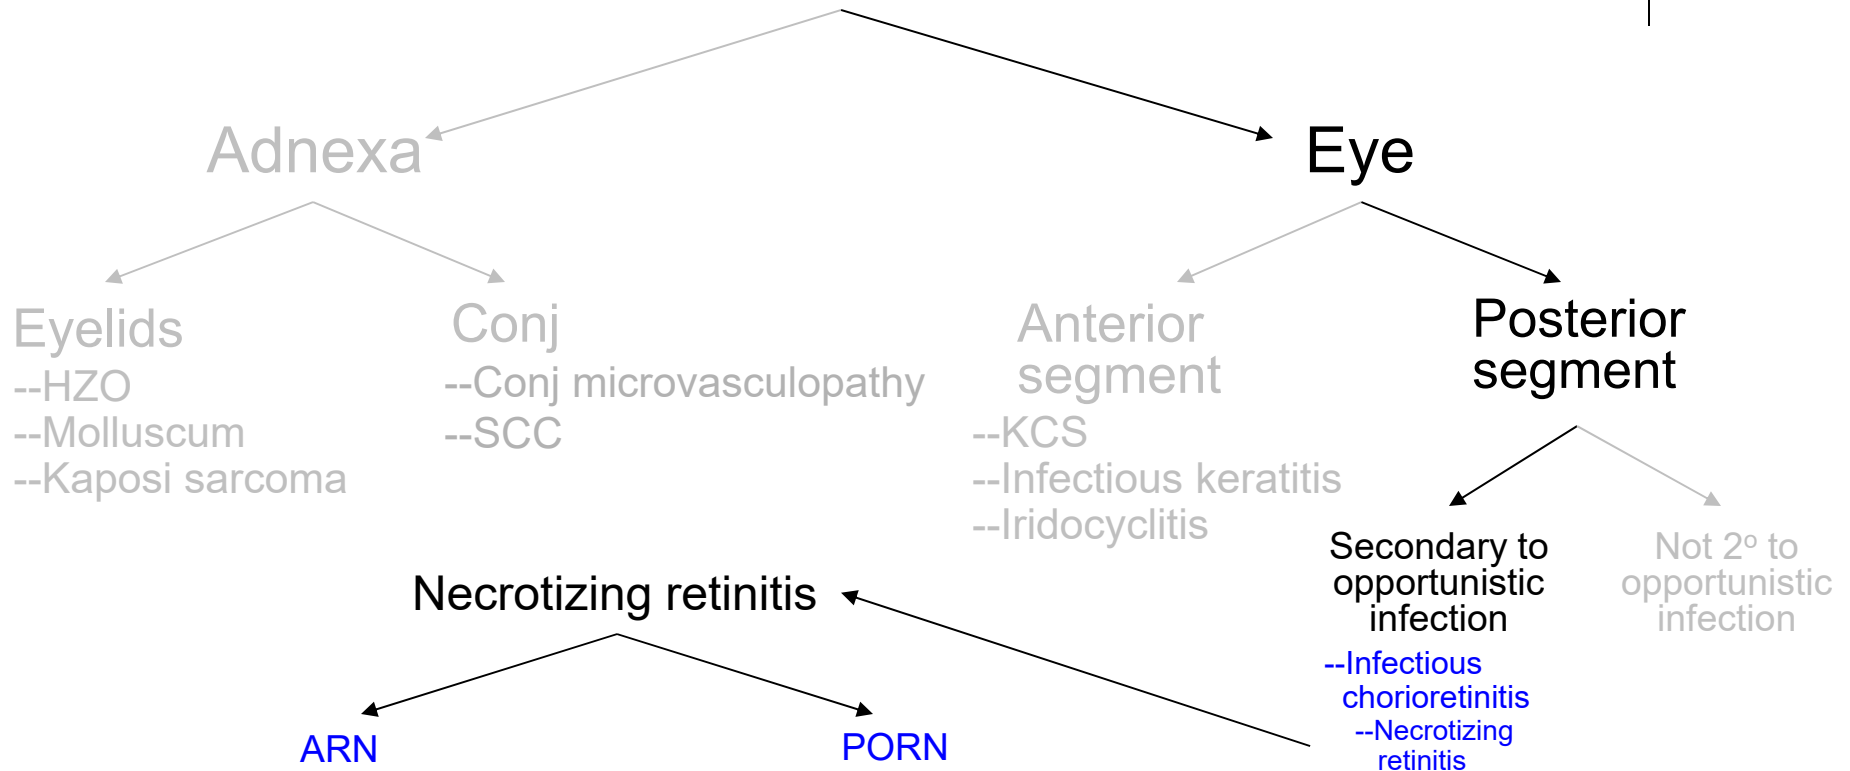 Adnexa
Eye
Eyelids
--HZO
--Molluscum
--Kaposi sarcoma
Conj
--Conj microvasculopathy
--SCC
Anterior
segment
--KCS
--Infectious keratitis
--Iridocyclitis
Posterior
segment
Secondary to
opportunistic
infection
--Infectious
chorioretinitis
--Necrotizing
retinitis
Not 2º to
opportunistic
infection
Necrotizing retinitis
ARN
PORN